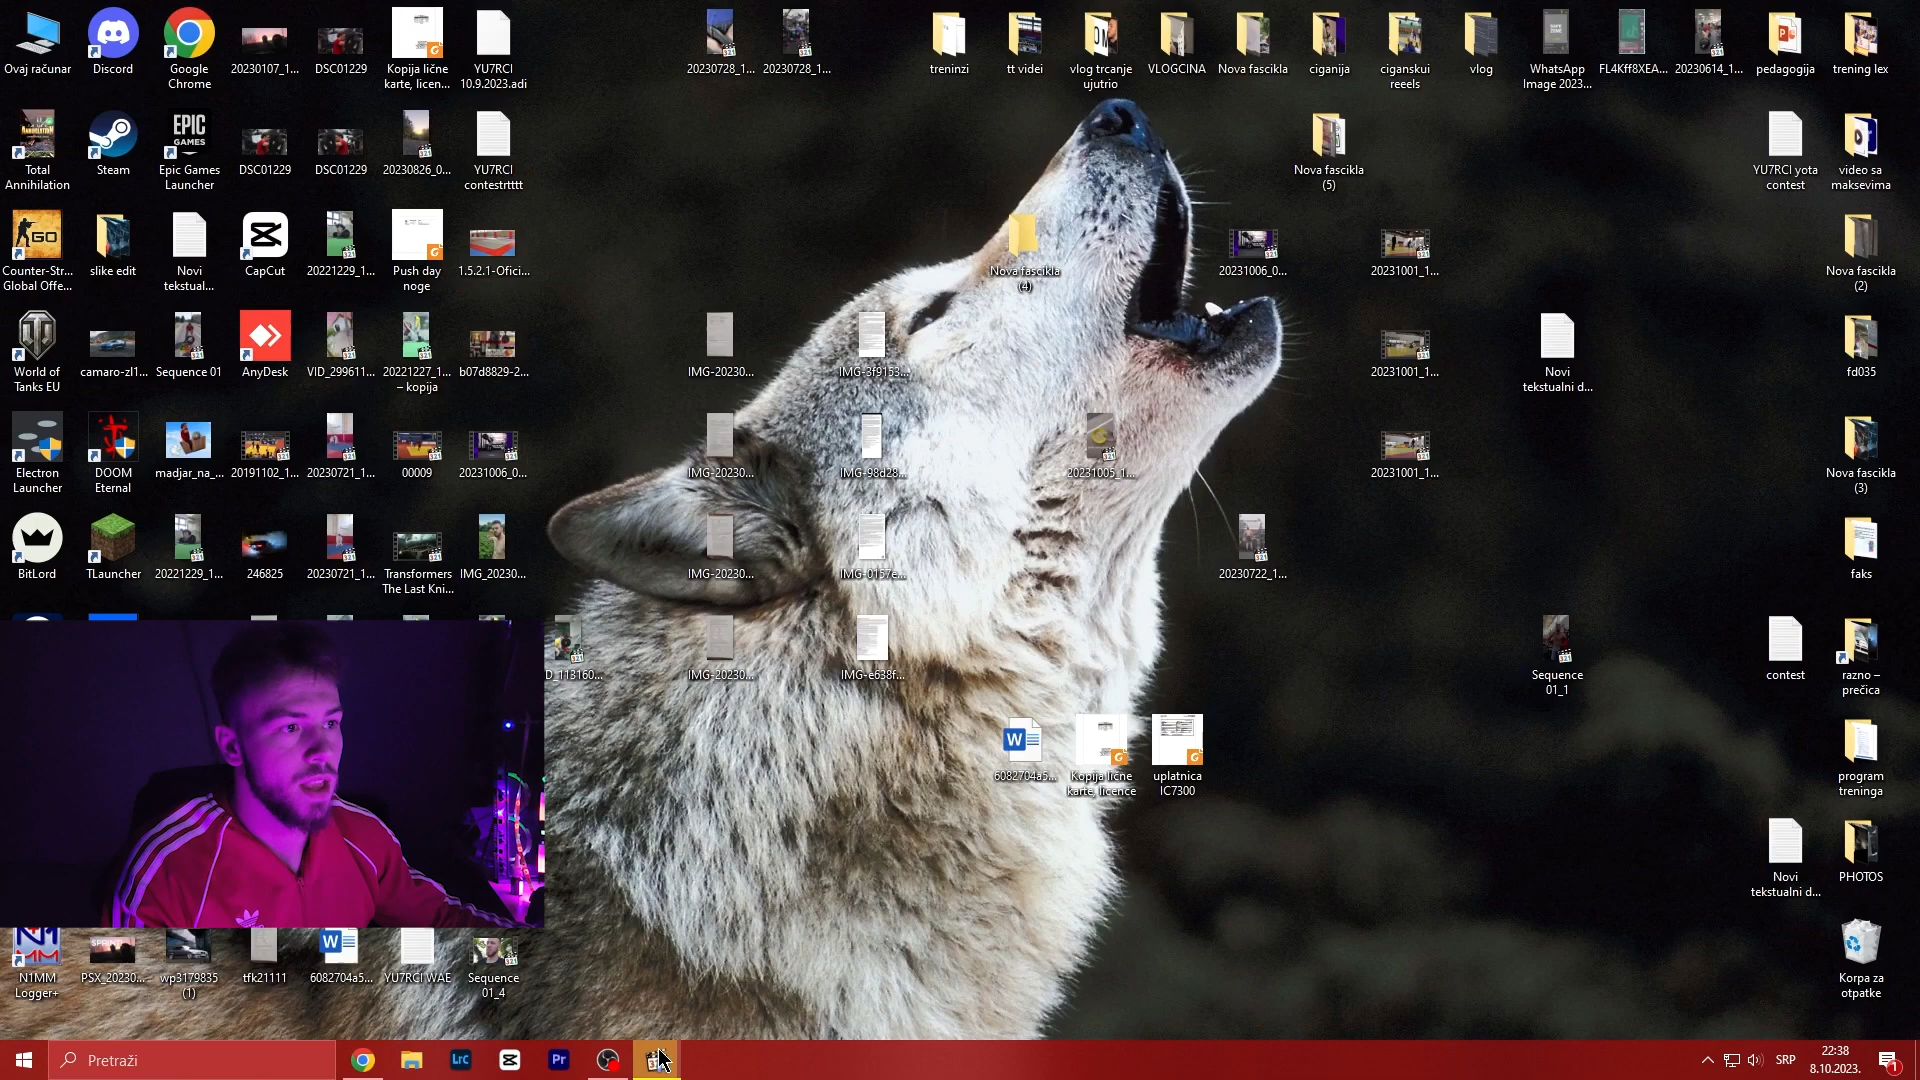 Ovaj računar
Discord
Google
Chrome
20230107_1...
DSC01229
Kopija lične
karte, licen...
YU7RCI
10.9.2023.adi
20230728_1...
20230728_1...
treninzi
tt videi
vlog trcanje
ujutrio
VLOGCINA
Nova fascikla
ciganija
ciganskui
reeels
vlog
WhatsApp
Image 2023...
FL4Kff8XEA...
20230614_1...
pedagogija
trening lex
Total
Annihilation
Steam
EPIC
GAMES
Epic Games
Launcher
DSC01229
DSC01229
20230826_0...
YU7RCI
contestrtttt
Nova fascikla
(5)
YU7RCI yota
contest
video sa
maksevima
GO
Counter-Str...
Global Offe...
slike edit
Novi
tekstual...
CapCut
20221229_1...
Push day
noge
1.5.2.1-Ofici...
Nova fascikla
(4)
20231006_0...
20231001_1...
Nova fascikla
(2)
World of
Tanks EU
camaro-zl1...
Sequence 01
AnyDesk
VID_299611...
20221227_1...
– kopija
b07d8829-2...
IMG-20230...
IMG-3f9153...
20231001_1...
Novi
tekstualni d...
fd035
Electron
Launcher
DOOM
Eternal
madjar_na_...
20191102_1...
20230721_1...
00009
20231006_0...
IMG-20230...
IMG-98d28...
20231005_1...
20231001_1...
Nova fascikla
(3)
BitLord
TLauncher
20221229_1...
246825
20230721_1...
Transformers
The Last Kni...
IMG_20230...
IMG-20230...
IMG-0157e...
20230722_1...
faks
D_113160...
IMG-20230...
IMG-e638f...
Sequence
01_1
contest
razno –
prečica
6082704a5...
Kopija lične
karte, licence
uplatnica
IC7300
program
treninga
Novi
tekstualni d...
PHOTOS
N1MM
Logger+
PSX_20230...
wp3179835
(1)
tfk21111
6082704a5...
YU7RCI WAE
Sequence
01_4
Korpa za
otpatke
Pretraži
Lrc
Pr
SRP
22:38
8.10.2023.
1